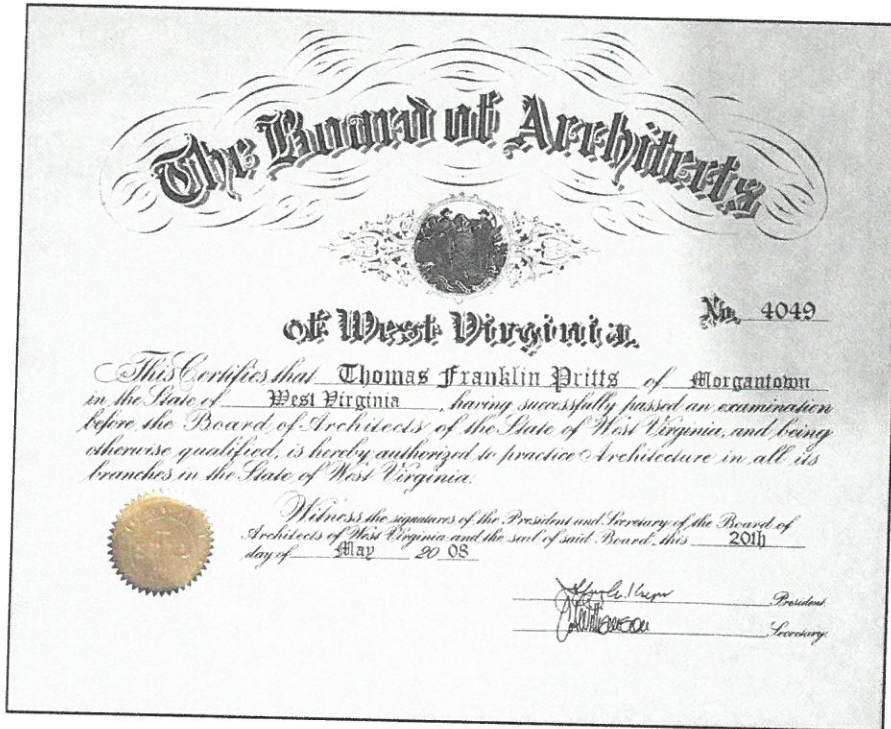 The Board of Architects
of West Virginia.
No. 4049
This Certifies that Thomas Franklin Pritts of Morgantown
in the State of West Virginia, having successfully passed an examination
before the Board of Architects of the State of West Virginia, and being
otherwise qualified, is hereby authorized to practice Architecture in all its
branches in the State of West Virginia.
Witness the signatures of the President and Secretary of the Board of
Architects of West Virginia and the seal of said Board, this 20th
day of May 20 08
President
Secretary